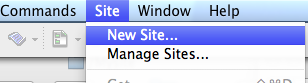 Commands Site Window Help
New Site...
Manage Sites...